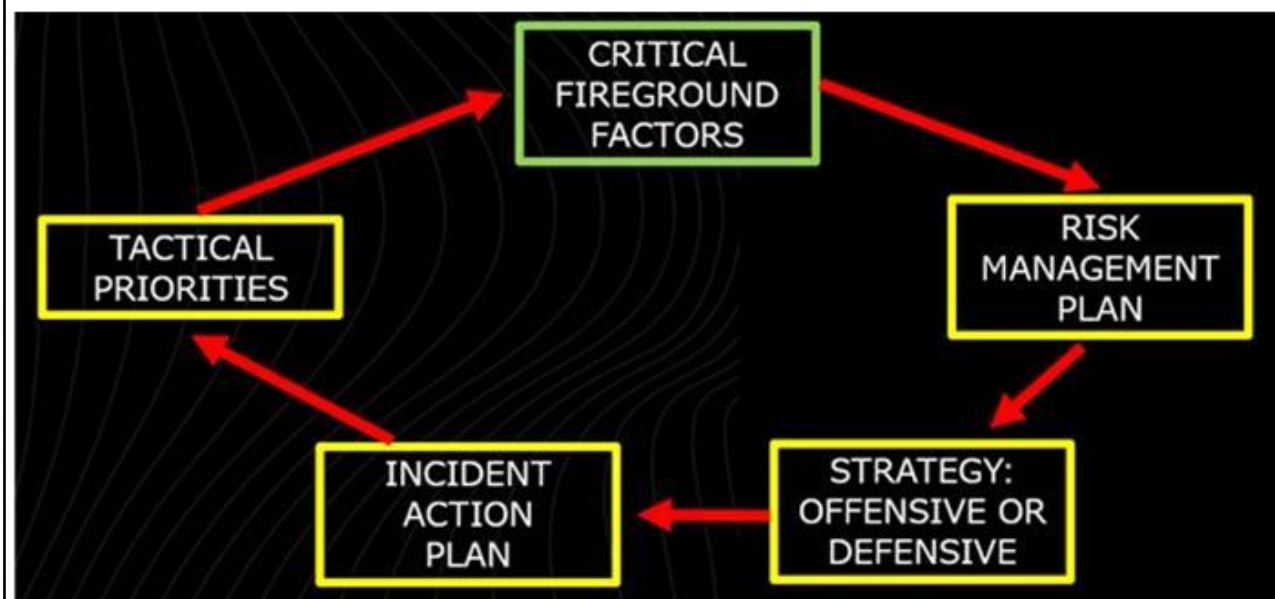 CRITICAL
FIREGROUND
FACTORS
RISK
MANAGEMENT
PLAN
STRATEGY:
OFFENSIVE OR
DEFENSIVE
INCIDENT
ACTION
PLAN
TACTICAL
PRIORITIES